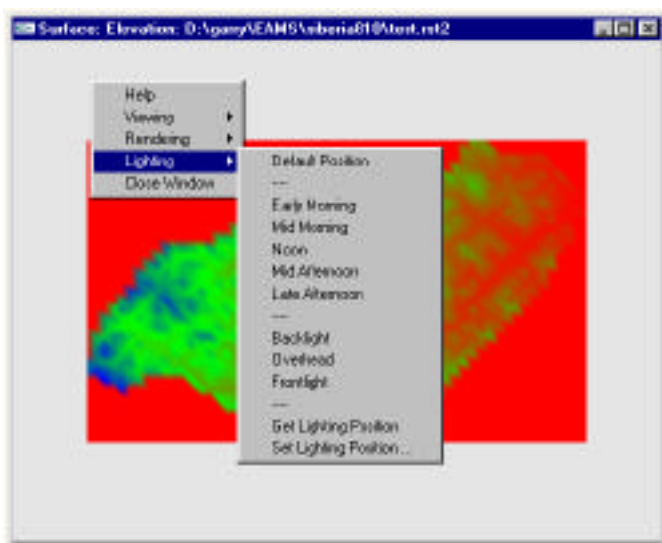 Surface: Elevation: D:\garry\EAMS\siberia810\test.rst2
Help
Viewing
Rendering
Lighting
Close Window
Default Position
---
Early Morning
Mid Morning
Noon
Mid Afternoon
Late Afternoon
---
Backlight
Overhead
Frontlight
---
Get Lighting Position
Set Lighting Position...